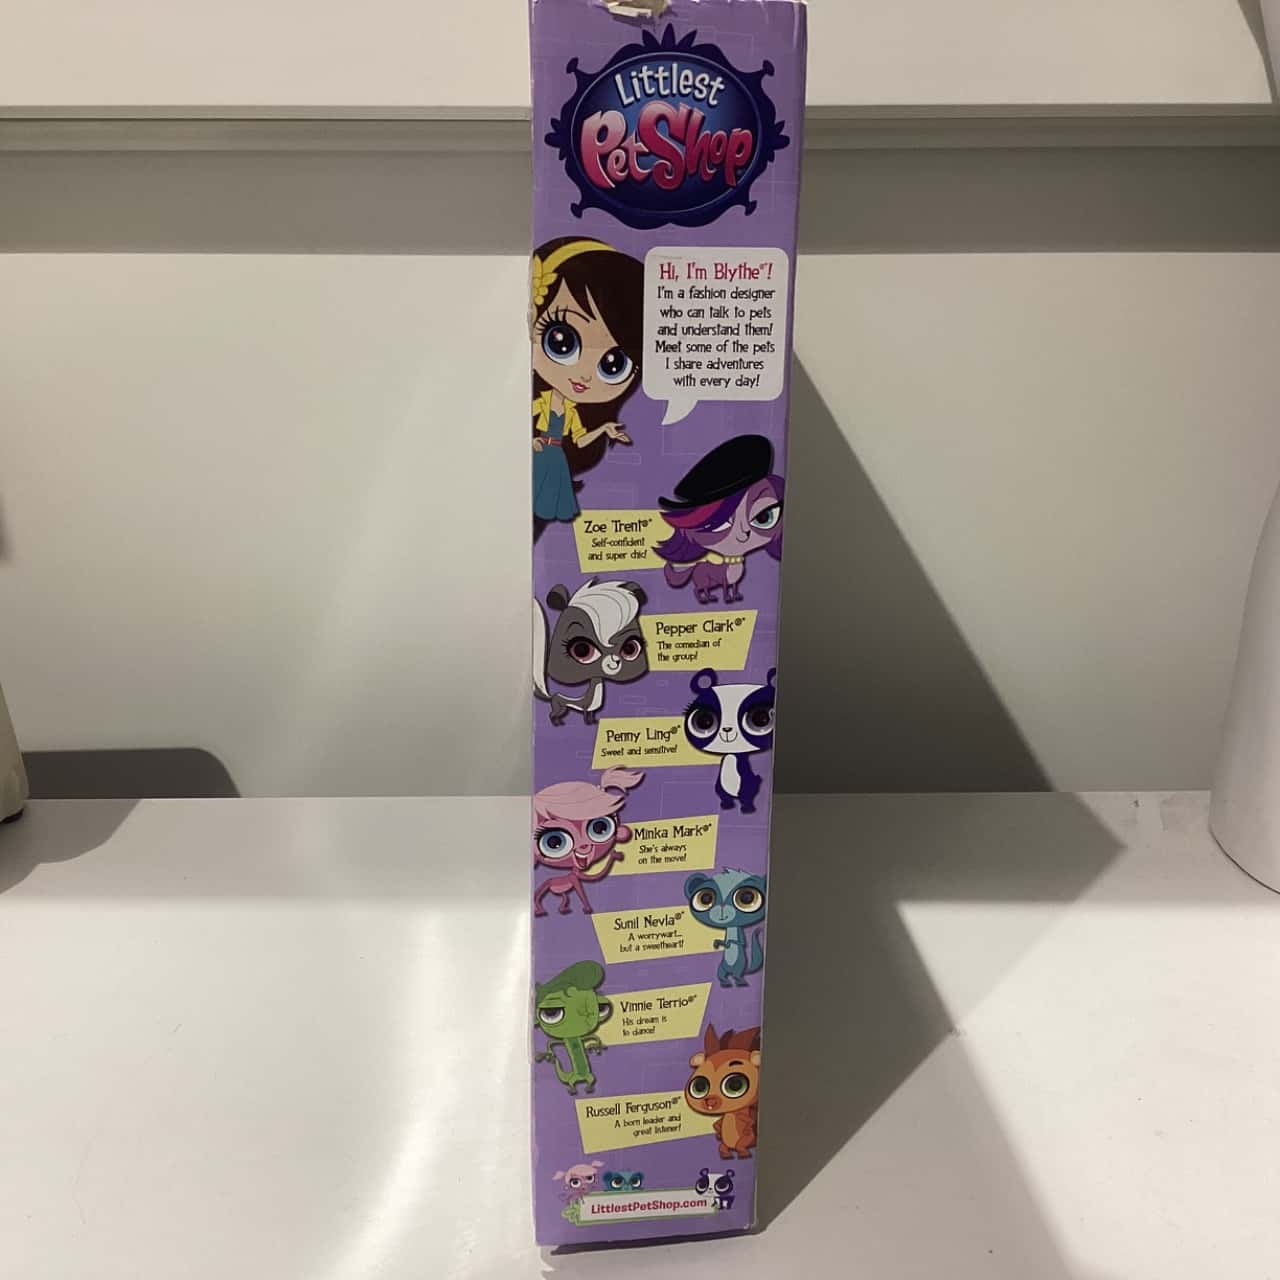 Littlest
PetShop
Hi, I'm Blythe®*!
I'm a fashion designer
who can talk to pets
and understand them!
Meet some of the pets
I share adventures
with every day!
Zoe Trent®*
Self-confident
and super chic!
Pepper Clark®*
The comedian of
the group!
Penny Ling®*
Sweet and sensitive!
Minka Mark®*
She's always
on the move!
Sunil Nevla®*
A worrywart...
but a sweetheart!
Vinnie Terrio®*
His dream is
to dance!
Russell Ferguson®*
A born leader and
great listener!
LittlestPetShop.com